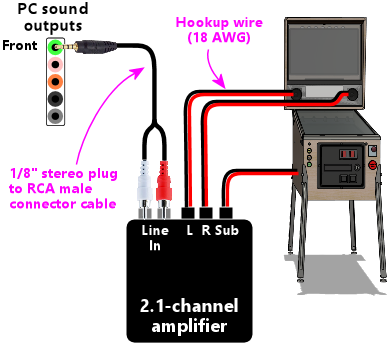 PC sound
outputs
Front
Hookup wire
(18 AWG)
1/8" stereo plug
to RCA male
connector cable
Line
In
L R Sub
2.1-channel
amplifier